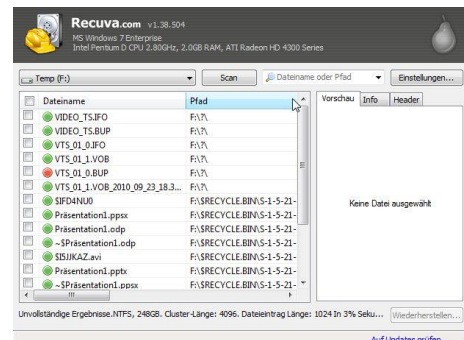 Recuva.com v1.38.504
MS Windows 7 Enterprise
Intel Pentium D CPU 2.80GHz, 2.0GB RAM, ATI Radeon HD 4300 Series
Temp (F:) Scan Dateiname oder Pfad Einstellungen...
Dateiname Pfad Vorschau Info Header
VIDEO_TS.IFO F:\?\
VIDEO_TS.BUP F:\?\
VTS_01_0.IFO F:\?\
VTS_01_1.VOB F:\?\
VTS_01_0.BUP F:\?\
VTS_01_1.VOB_2010_09_23_18.3... F:\?\
$IFD4NU0 F:\$RECYCLE.BIN\S-1-5-21-
Präsentation1.ppsx F:\$RECYCLE.BIN\S-1-5-21-
Präsentation1.odp F:\$RECYCLE.BIN\S-1-5-21-
~$Präsentation1.odp F:\$RECYCLE.BIN\S-1-5-21-
$I5JJKAZ.avi F:\$RECYCLE.BIN\S-1-5-21-
Präsentation1.pptx F:\$RECYCLE.BIN\S-1-5-21-
~$Präsentation1.ppsx F:\$RECYCLE.BIN\S-1-5-21-
Keine Datei ausgewählt
Unvollständige Ergebnisse.NTFS, 248GB. Cluster-Länge: 4096. Dateieintrag Länge: 1024 In 3% Seku... Wiederherstellen...
Auf Updates prüfen